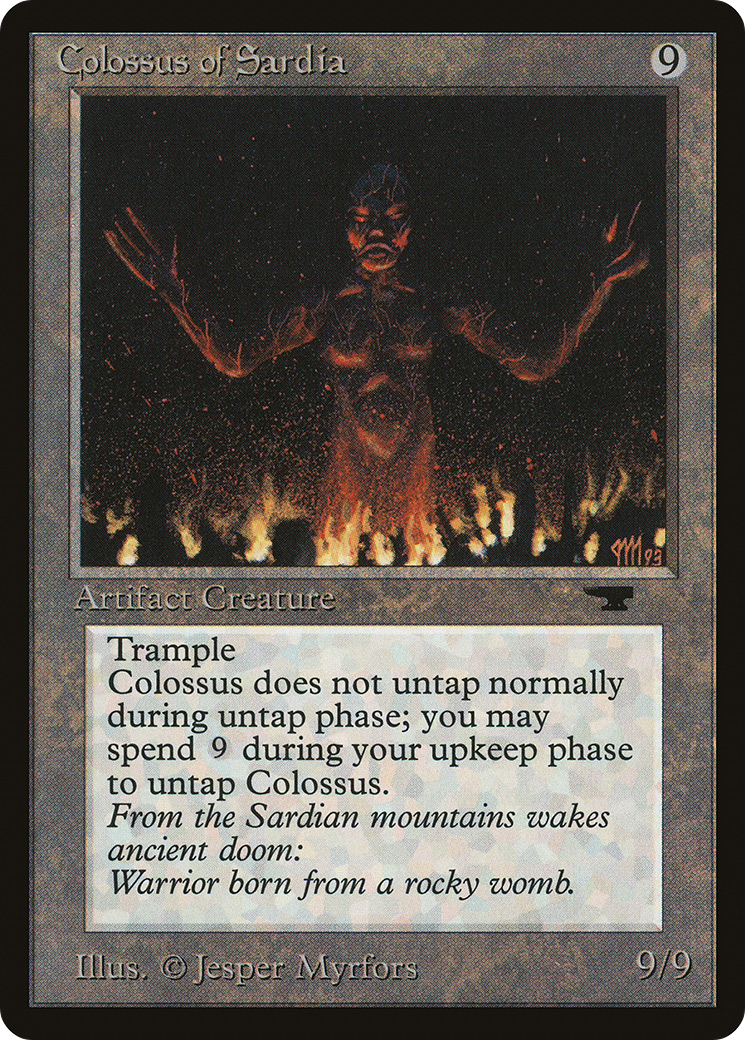 Colossus of Sardia 9
JM 93
Artifact Creature
Trample
Colossus does not untap normally
during untap phase; you may
spend 9 during your upkeep phase
to untap Colossus.
From the Sardian mountains wakes
ancient doom:
Warrior born from a rocky womb.
Illus. © Jesper Myrfors 9/9